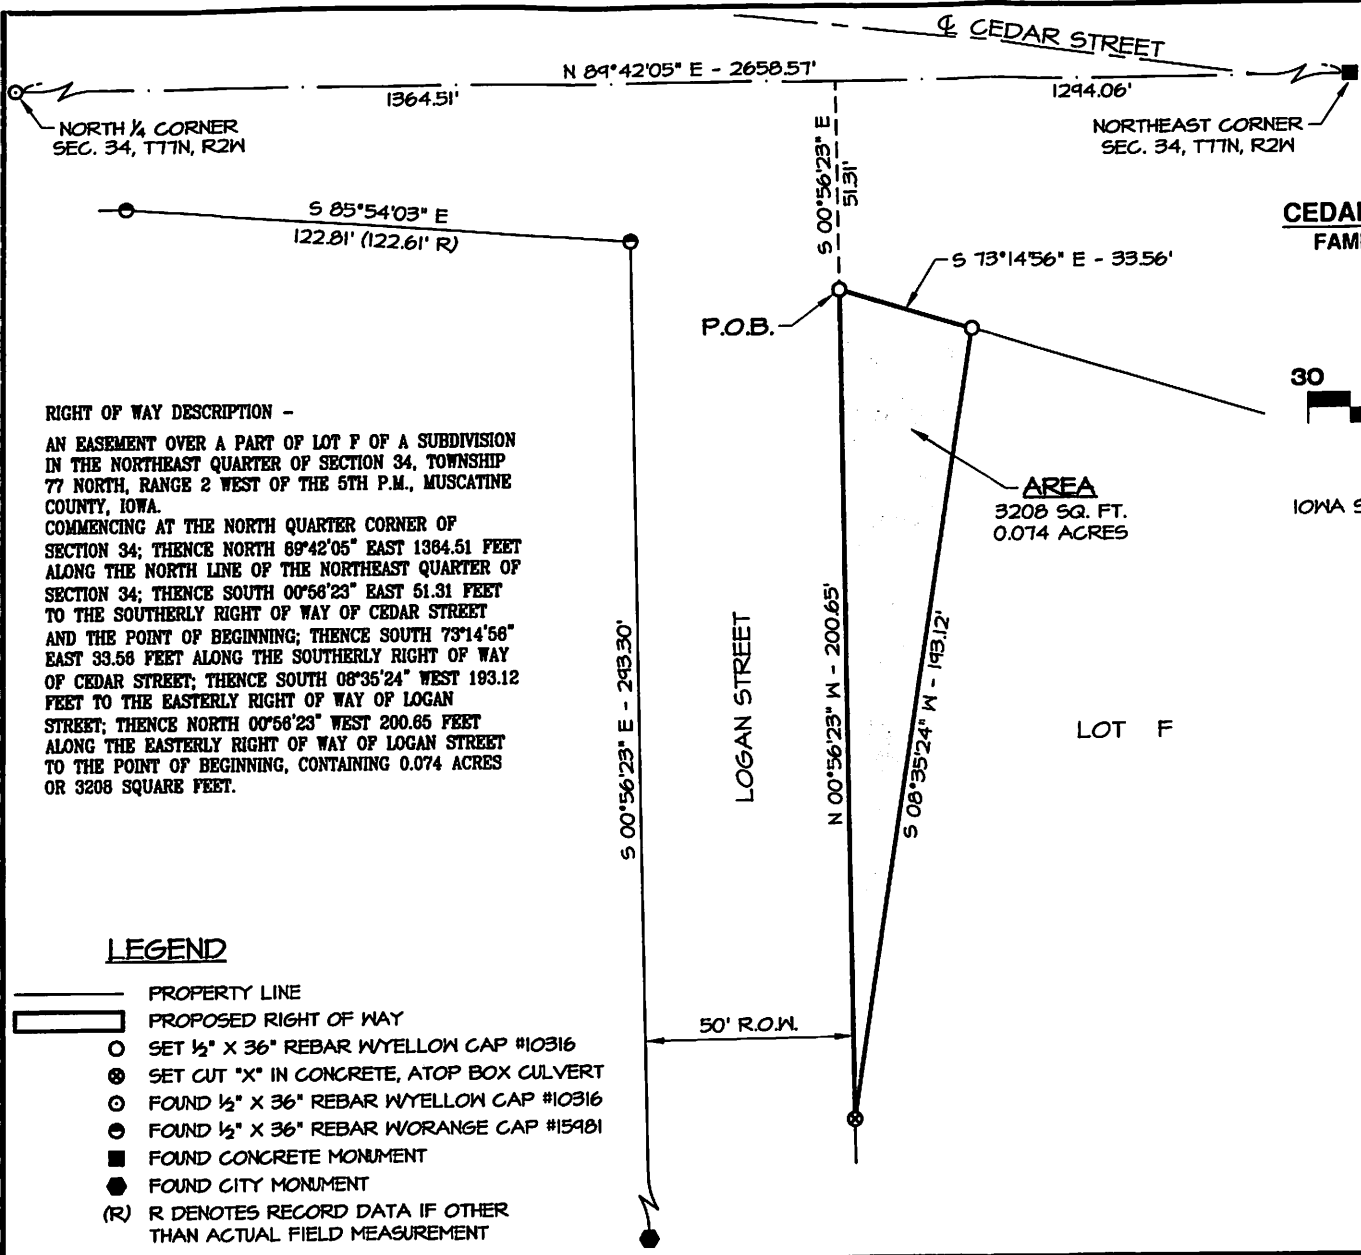 ℄ CEDAR STREET
N 89°42'05" E - 2658.57'
1364.51'
1294.06'
NORTH ¼ CORNER
SEC. 34, T77N, R2W
NORTHEAST CORNER
SEC. 34, T77N, R2W
S 00°56'23" E
51.31'
S 85°54'03" E
122.81' (122.61' R)
CEDAR
FAM
S 73°14'56" E - 33.56'
P.O.B.
30
AREA
3208 SQ. FT.
0.074 ACRES
IOWA S
RIGHT OF WAY DESCRIPTION -
AN EASEMENT OVER A PART OF LOT F OF A SUBDIVISION
IN THE NORTHEAST QUARTER OF SECTION 34, TOWNSHIP
77 NORTH, RANGE 2 WEST OF THE 5TH P.M., MUSCATINE
COUNTY, IOWA.
COMMENCING AT THE NORTH QUARTER CORNER OF
SECTION 34; THENCE NORTH 89°42'05" EAST 1364.51 FEET
ALONG THE NORTH LINE OF THE NORTHEAST QUARTER OF
SECTION 34; THENCE SOUTH 00°56'23" EAST 51.31 FEET
TO THE SOUTHERLY RIGHT OF WAY OF CEDAR STREET
AND THE POINT OF BEGINNING; THENCE SOUTH 73°14'56"
EAST 33.56 FEET ALONG THE SOUTHERLY RIGHT OF WAY
OF CEDAR STREET; THENCE SOUTH 08°35'24" WEST 193.12
FEET TO THE EASTERLY RIGHT OF WAY OF LOGAN
STREET; THENCE NORTH 00°56'23" WEST 200.65 FEET
ALONG THE EASTERLY RIGHT OF WAY OF LOGAN STREET
TO THE POINT OF BEGINNING, CONTAINING 0.074 ACRES
OR 3208 SQUARE FEET.
S 00°56'23" E - 293.30'
LOGAN STREET
N 00°56'23" W - 200.65'
S 08°35'24" W - 193.12'
LOT F
50' R.O.W.
LEGEND
PROPERTY LINE
PROPOSED RIGHT OF WAY
SET ½" X 36" REBAR W/YELLOW CAP #10316
SET CUT "X" IN CONCRETE, ATOP BOX CULVERT
FOUND ½" X 36" REBAR W/YELLOW CAP #10316
FOUND ½" X 36" REBAR W/ORANGE CAP #15981
FOUND CONCRETE MONUMENT
FOUND CITY MONUMENT
(R) R DENOTES RECORD DATA IF OTHER
THAN ACTUAL FIELD MEASUREMENT